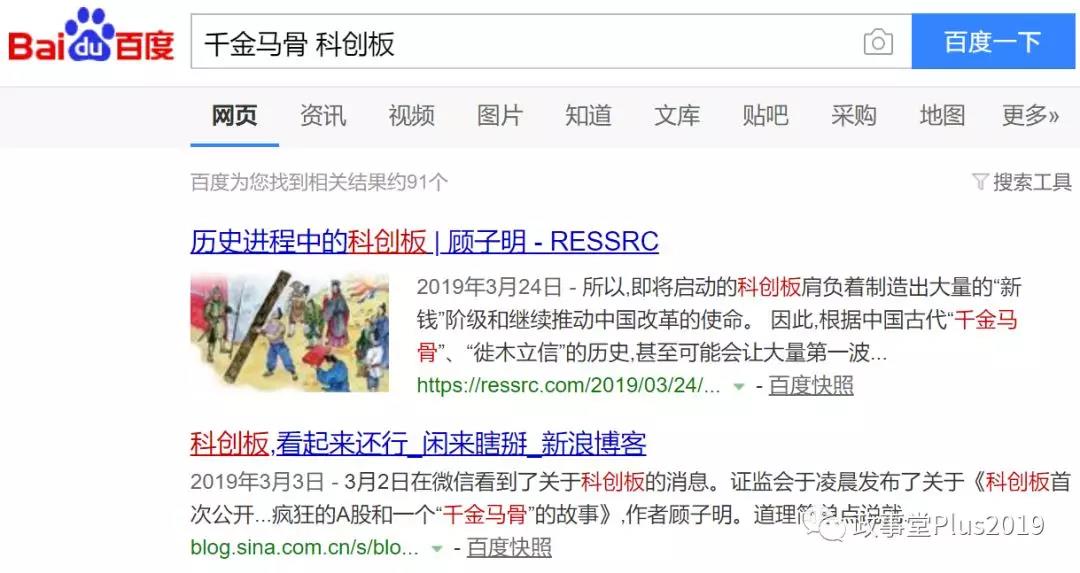 Bai du 百度
千金马骨 科创板
百度一下
网页 资讯 视频 图片 知道 文库 贴吧 采购 地图 更多»
百度为您找到相关结果约91个
搜索工具
历史进程中的科创板 | 顾子明 - RESSRC
2019年3月24日 - 所以,即将启动的科创板肩负着制造出大量的“新
钱”阶级和继续推动中国改革的使命。 因此,根据中国古代“千金马
骨”、“徙木立信”的历史,甚至可能会让大量第一波...
https://ressrc.com/2019/03/24/... - 百度快照
科创板,看起来还行_闲来瞎掰_新浪博客
2019年3月3日 - 3月2日在微信看到了关于科创板的消息。证监会于凌晨发布了关于《科创板首
次公开...疯狂的A股和一个“千金马骨”的故事》,作者顾子明。道理简单点说就
政事堂Plus2019
blog.sina.com.cn/s/blo... - 百度快照